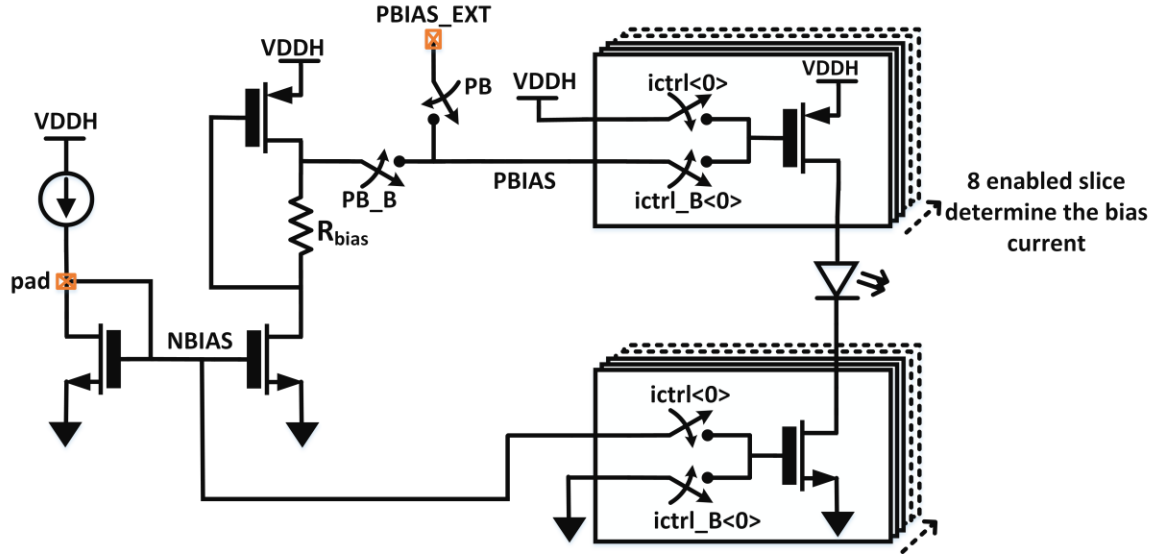 PBIAS_EXT
VDDH
PB
VDDH
ictrl<0>
VDDH
VDDH
PB_B
PBIAS
ictrl_B<0>
8 enabled slice
determine the bias
current
Rbias
pad
NBIAS
ictrl<0>
ictrl_B<0>